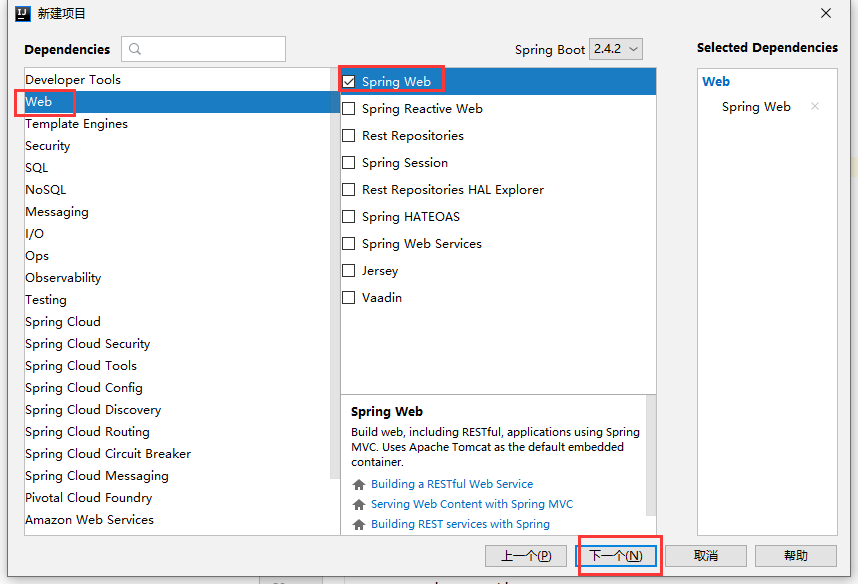 新建项目
Dependencies
Spring Boot 2.4.2
Selected Dependencies
Developer Tools
Web
Template Engines
Security
SQL
NoSQL
Messaging
I/O
Ops
Observability
Testing
Spring Cloud
Spring Cloud Security
Spring Cloud Tools
Spring Cloud Config
Spring Cloud Discovery
Spring Cloud Routing
Spring Cloud Circuit Breaker
Spring Cloud Messaging
Pivotal Cloud Foundry
Amazon Web Services
Spring Web
Spring Reactive Web
Rest Repositories
Spring Session
Rest Repositories HAL Explorer
Spring HATEOAS
Spring Web Services
Jersey
Vaadin
Spring Web
Build web, including RESTful, applications using Spring
MVC. Uses Apache Tomcat as the default embedded
container.
Building a RESTful Web Service
Serving Web Content with Spring MVC
Building REST services with Spring
Web
Spring Web
上一个(P)
下一个(N)
取消
帮助